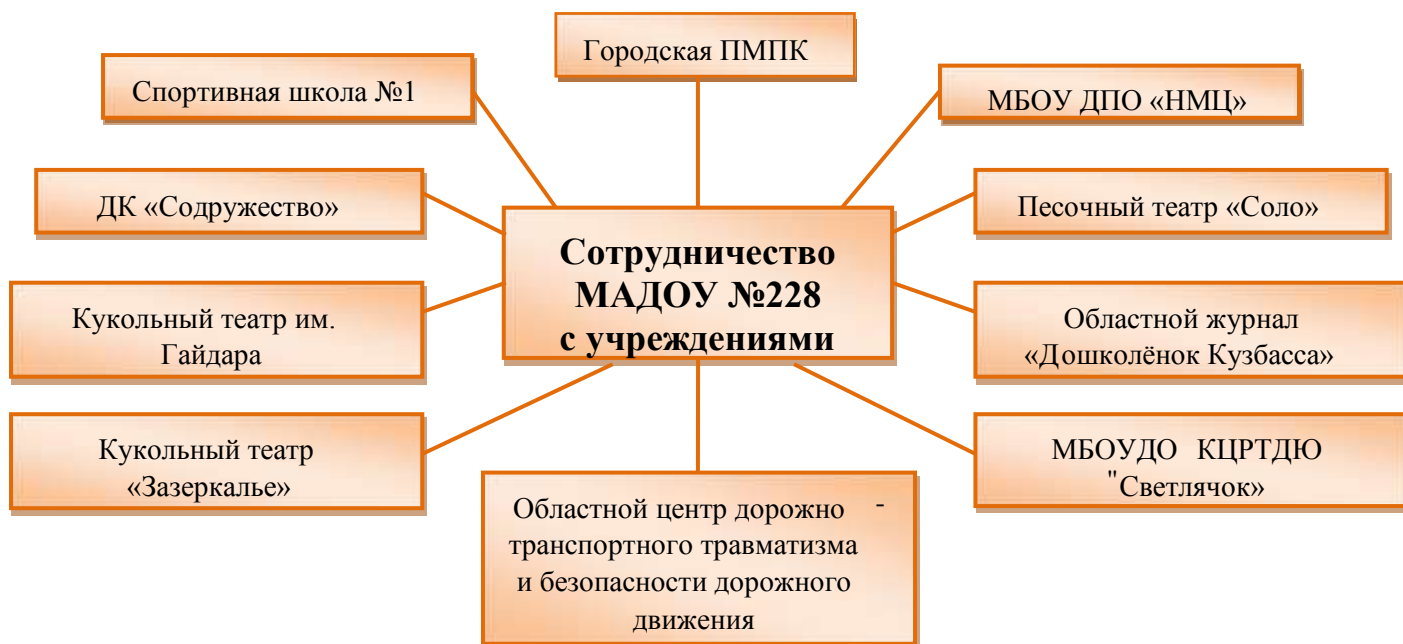 Городская ПМПК
Спортивная школа №1
МБОУ ДПО «НМЦ»
ДК «Содружество»
Песочный театр «Соло»
Сотрудничество
МАДОУ №228
с учреждениями
Кукольный театр им.
Гайдара
Областной журнал
«Дошколёнок Кузбасса»
Кукольный театр
«Зазеркалье»
МБОУДО КЦРТДЮ
"Светлячок»
Областной центр дорожно -
транспортного травматизма
и безопасности дорожного
движения